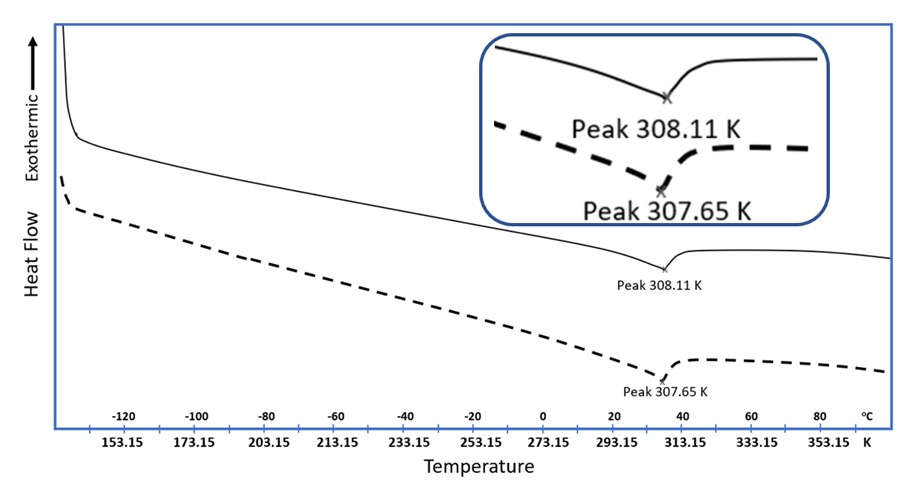 Peak 308.11 K
Peak 307.65 K
Heat Flow Exothermic
Peak 308.11 K
Peak 307.65 K
-120 -100 -80 -60 -40 -20 0 20 40 60 80 °C
153.15 173.15 203.15 213.15 233.15 253.15 273.15 293.15 313.15 333.15 353.15 K
Temperature